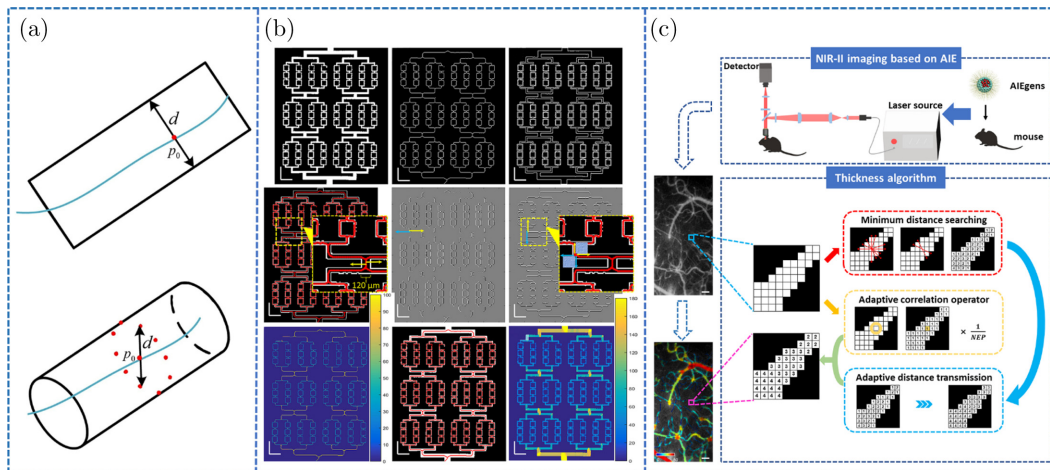 (a)
d
p0
d
p0
(b)
120 μm
100
90
80
70
60
50
40
30
20
10
0
180
160
140
120
100
80
60
40
20
0
(c)
NIR-II imaging based on AIE
Detector
Laser source
AIEgens
mouse
Thickness algorithm
Minimum distance searching
Adaptive correlation operator
× 1/NEP
Adaptive distance transmission